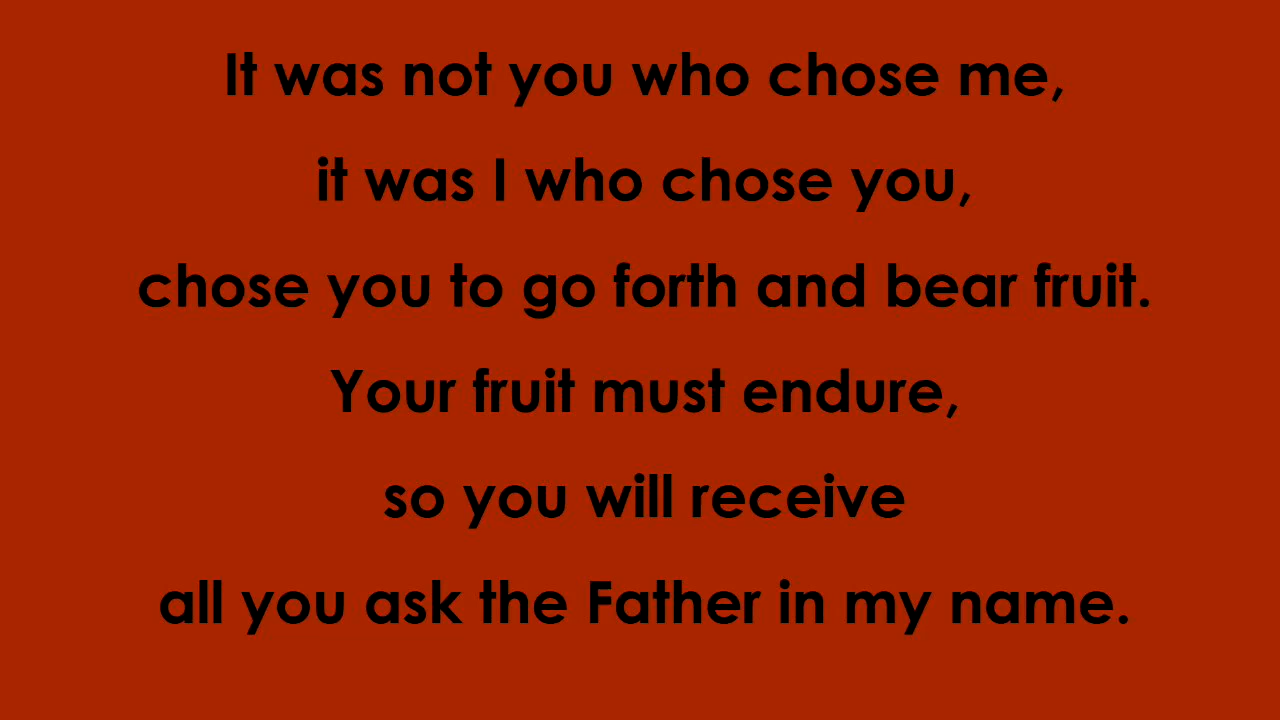 It was not you who chose me,
it was I who chose you,
chose you to go forth and bear fruit.
Your fruit must endure,
so you will receive
all you ask the Father in my name.